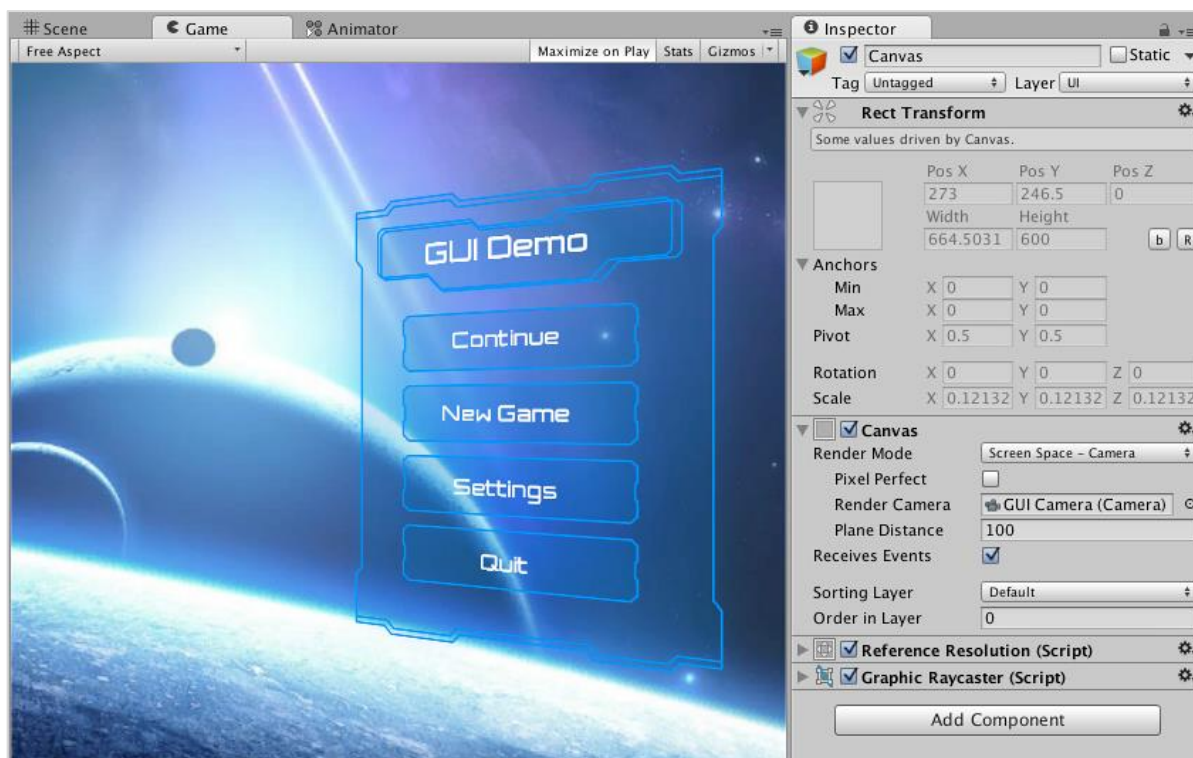 Scene Game Animator
Free Aspect Maximize on Play Stats Gizmos
GUI Demo
Continue
New Game
Settings
Quit
Inspector
Canvas Static
Tag Untagged Layer UI
Rect Transform
Some values driven by Canvas.
Pos X Pos Y Pos Z
273 246.5 0
Width Height
664.5031 600 b R
Anchors
Min X 0 Y 0
Max X 0 Y 0
Pivot X 0.5 Y 0.5
Rotation X 0 Y 0 Z 0
Scale X 0.12132 Y 0.12132 Z 0.12132
Canvas
Render Mode Screen Space – Camera
Pixel Perfect
Render Camera GUI Camera (Camera)
Plane Distance 100
Receives Events
Sorting Layer Default
Order in Layer 0
Reference Resolution (Script)
Graphic Raycaster (Script)
Add Component